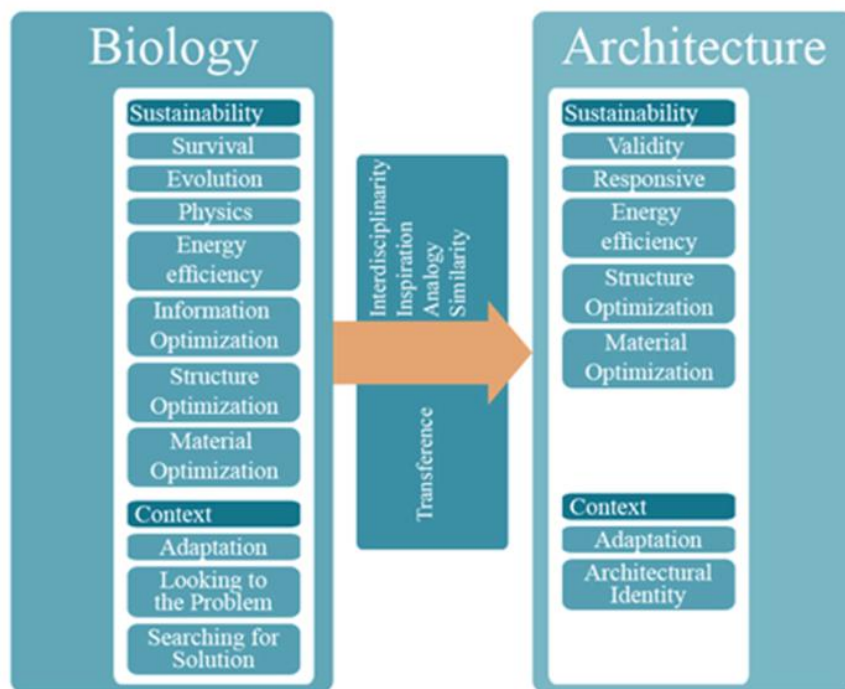 Biology
Sustainability
Survival
Evolution
Physics
Energy
efficiency
Information
Optimization
Structure
Optimization
Material
Optimization
Context
Adaptation
Looking to
the Problem
Searching for
Solution
Interdisciplinarity
Inspiration
Analogy
Similarity
Transference
Architecture
Sustainability
Validity
Responsive
Energy
efficiency
Structure
Optimization
Material
Optimization
Context
Adaptation
Architectural
Identity